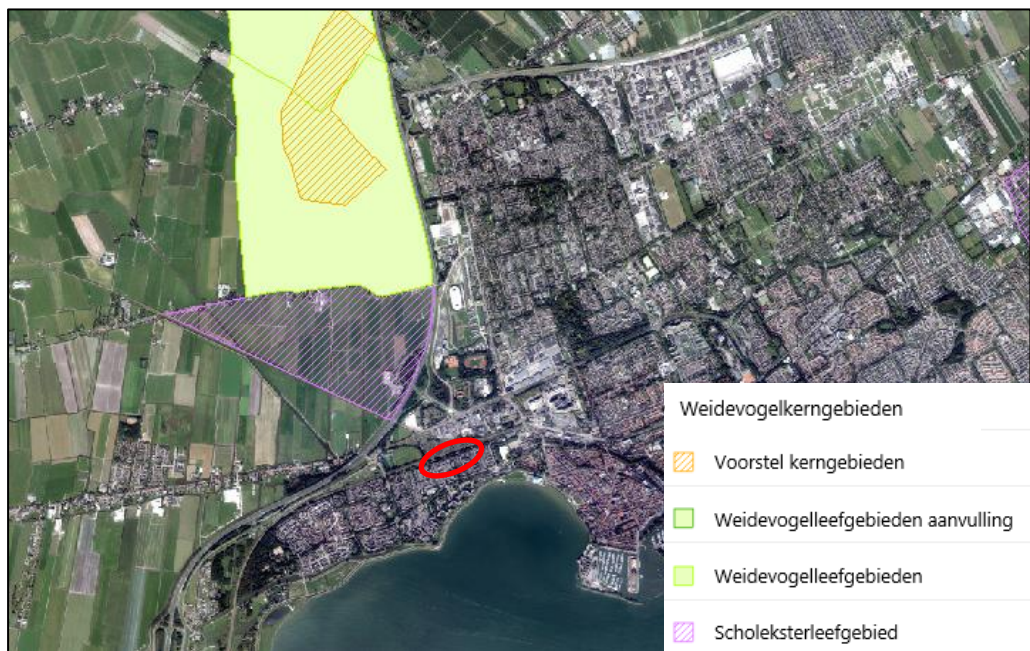 Weidevogelkerngebieden
Voorstel kerngebieden
Weidevogelleefgebieden aanvulling
Weidevogelleefgebieden
Scholeksterleefgebied